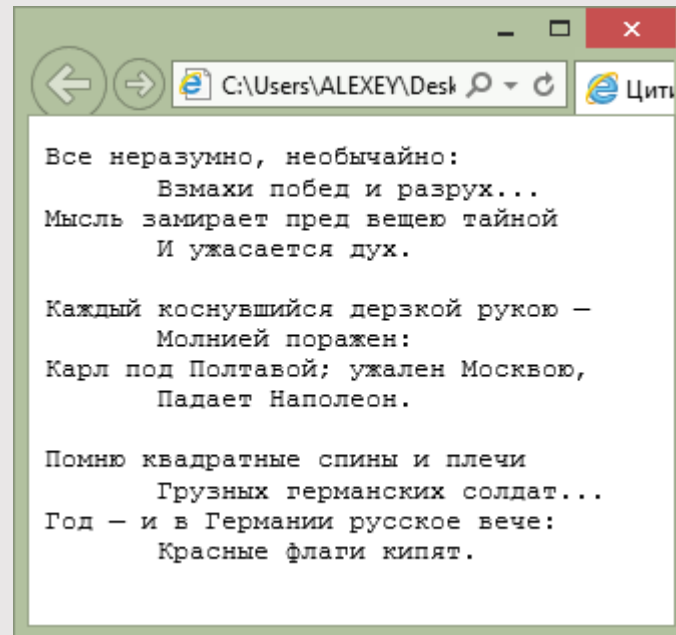 C:\Users\ALEXEY\Desk
Цити
Все неразумно, необычайно:
Взмахи побед и разрух...
Мысль замирает пред вещею тайной
И ужасается дух.
Каждый коснувшийся дерзкой рукою —
Молнией поражен:
Карл под Полтавой; ужален Москвою,
Падает Наполеон.
Помню квадратные спины и плечи
Грузных германских солдат...
Год — и в Германии русское вече:
Красные флаги кипят.